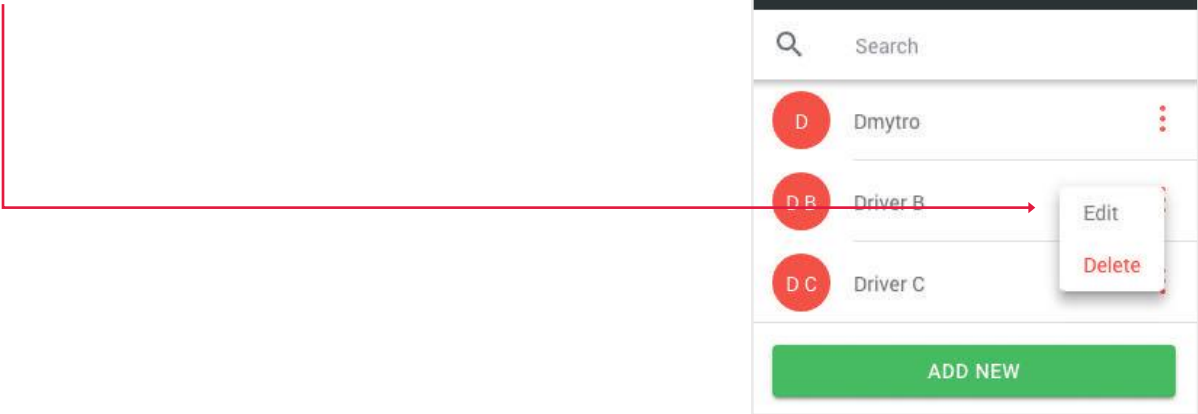 Search
D Dmytro
D B Driver B
Edit
Delete
D C Driver C
ADD NEW